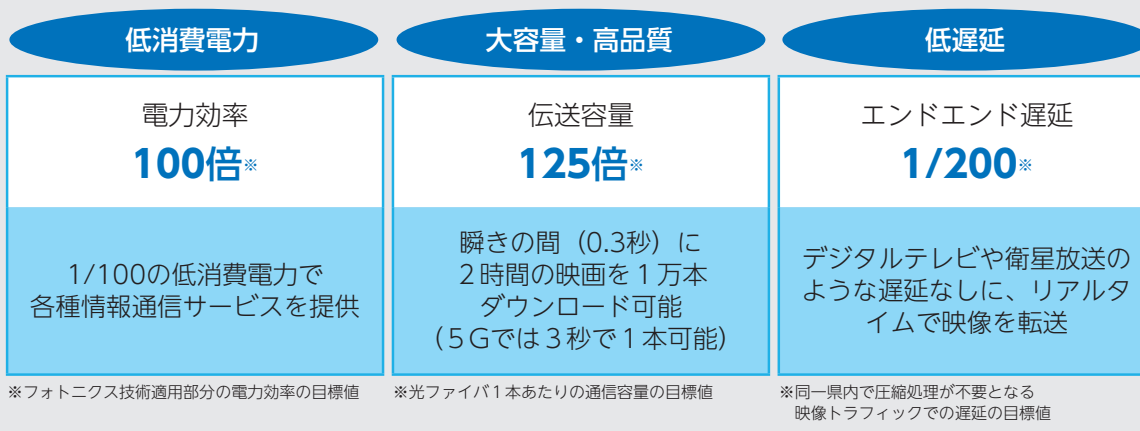 低消費電力
電力効率
100倍※
1/100の低消費電力で
各種情報通信サービスを提供
※フォトニクス技術適用部分の電力効率の目標値
大容量・高品質
伝送容量
125倍※
瞬きの間（0.3秒）に
２時間の映画を１万本
ダウンロード可能
（５Gでは３秒で１本可能）
※光ファイバ１本あたりの通信容量の目標値
低遅延
エンドエンド遅延
1/200※
デジタルテレビや衛星放送の
ような遅延なしに、リアルタ
イムで映像を転送
※同一県内で圧縮処理が不要となる
映像トラフィックでの遅延の目標値